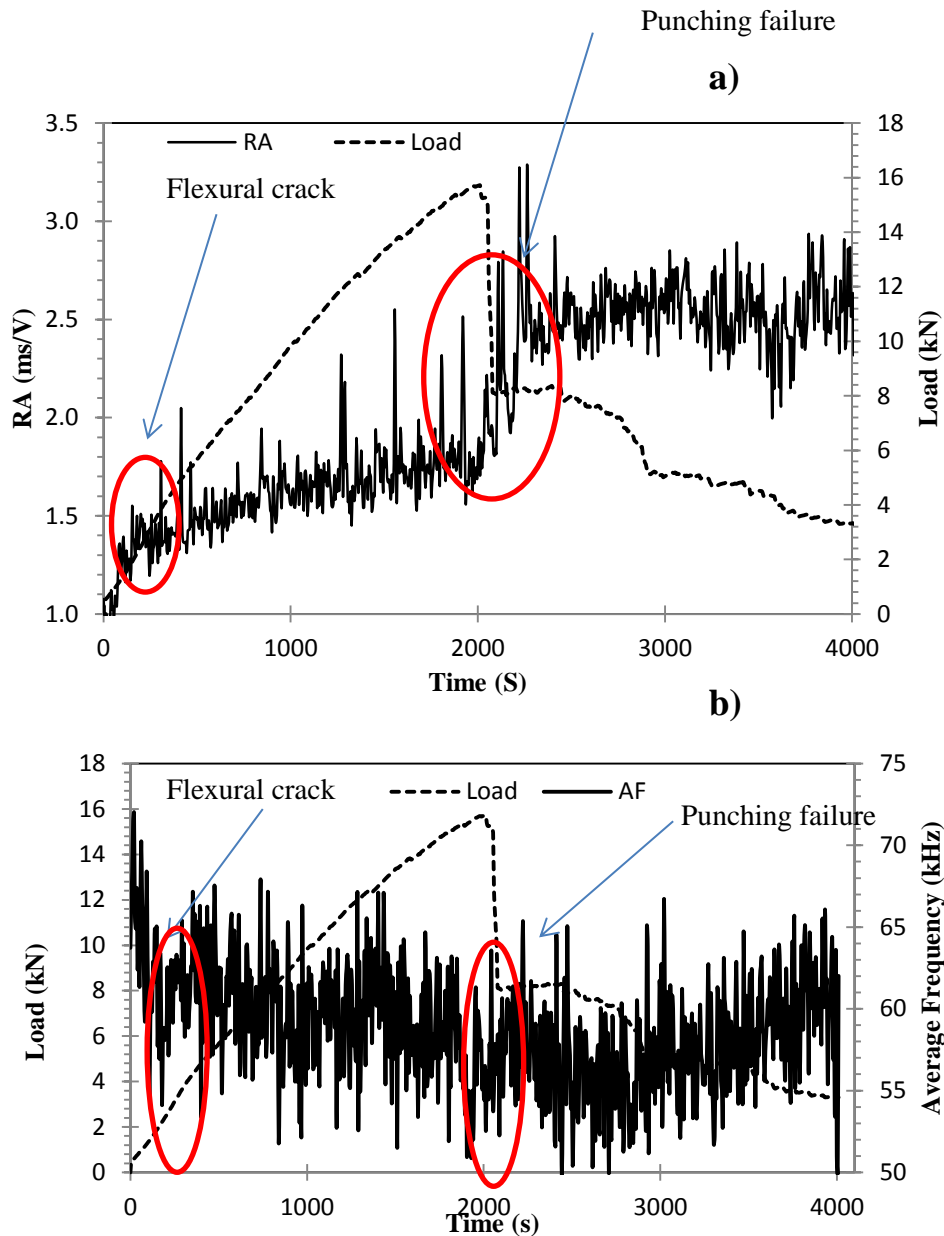 Punching failure
a)
3.5 18
RA Load
16
Flexural crack
3.0
14
12
2.5
10
RA (ms/V)
Load (kN)
8
2.0
6
1.5
4
2
1.0 0
0 1000 2000 3000 4000
Time (S)
b)
18 75
Flexural crack
Load AF
Punching failure
16
70
14
12
65
10
Load (kN)
Average Frequency (kHz)
8
60
6
4
55
2
0 50
0 1000 2000 3000 4000
Time (s)